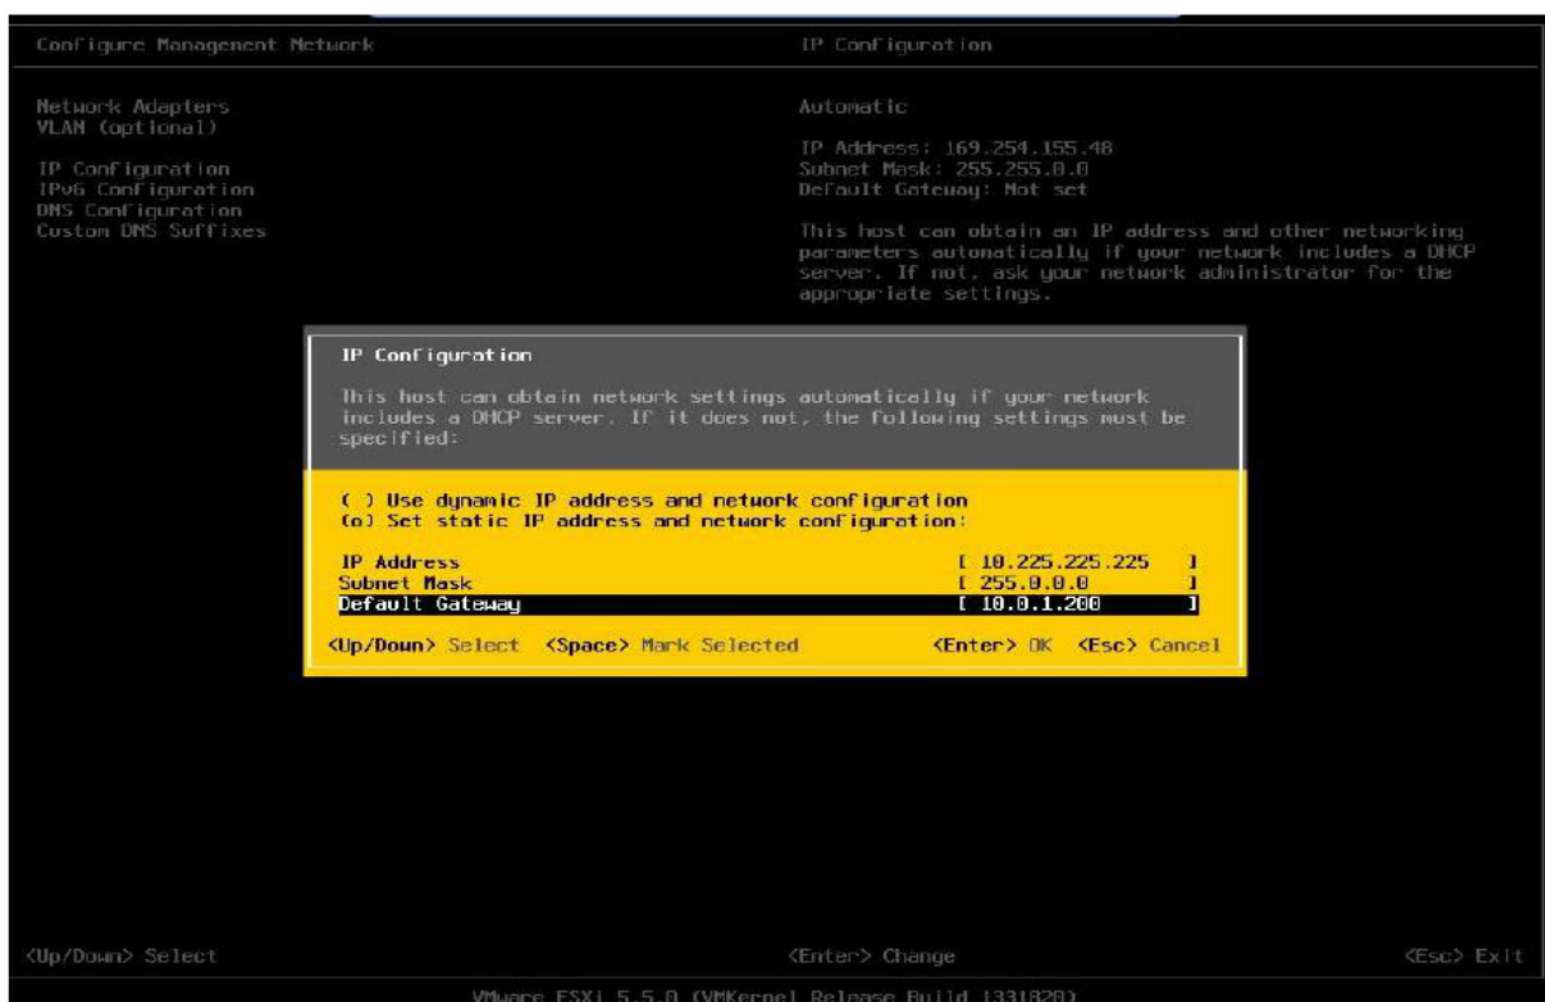 Configure Management Network
IP Configuration
Network Adapters
VLAN (optional)
IP Configuration
IPv6 Configuration
DNS Configuration
Custom DNS Suffixes
Automatic
IP Address: 169.254.155.48
Subnet Mask: 255.255.0.0
Default Gateway: Not set
This host can obtain an IP address and other networking
parameters automatically if your network includes a DHCP
server. If not, ask your network administrator for the
appropriate settings.
IP Configuration
This host can obtain network settings automatically if your network
includes a DHCP server. If it does not, the following settings must be
specified:
( ) Use dynamic IP address and network configuration
(o) Set static IP address and network configuration:
IP Address [ 10.225.225.225 ]
Subnet Mask [ 255.0.0.0 ]
Default Gateway [ 10.0.1.200 ]
<Up/Down> Select <Space> Mark Selected <Enter> OK <Esc> Cancel
<Up/Down> Select <Enter> Change <Esc> Exit
VMware ESXi 5.5.0 (VMKernel Release Build 1331820)